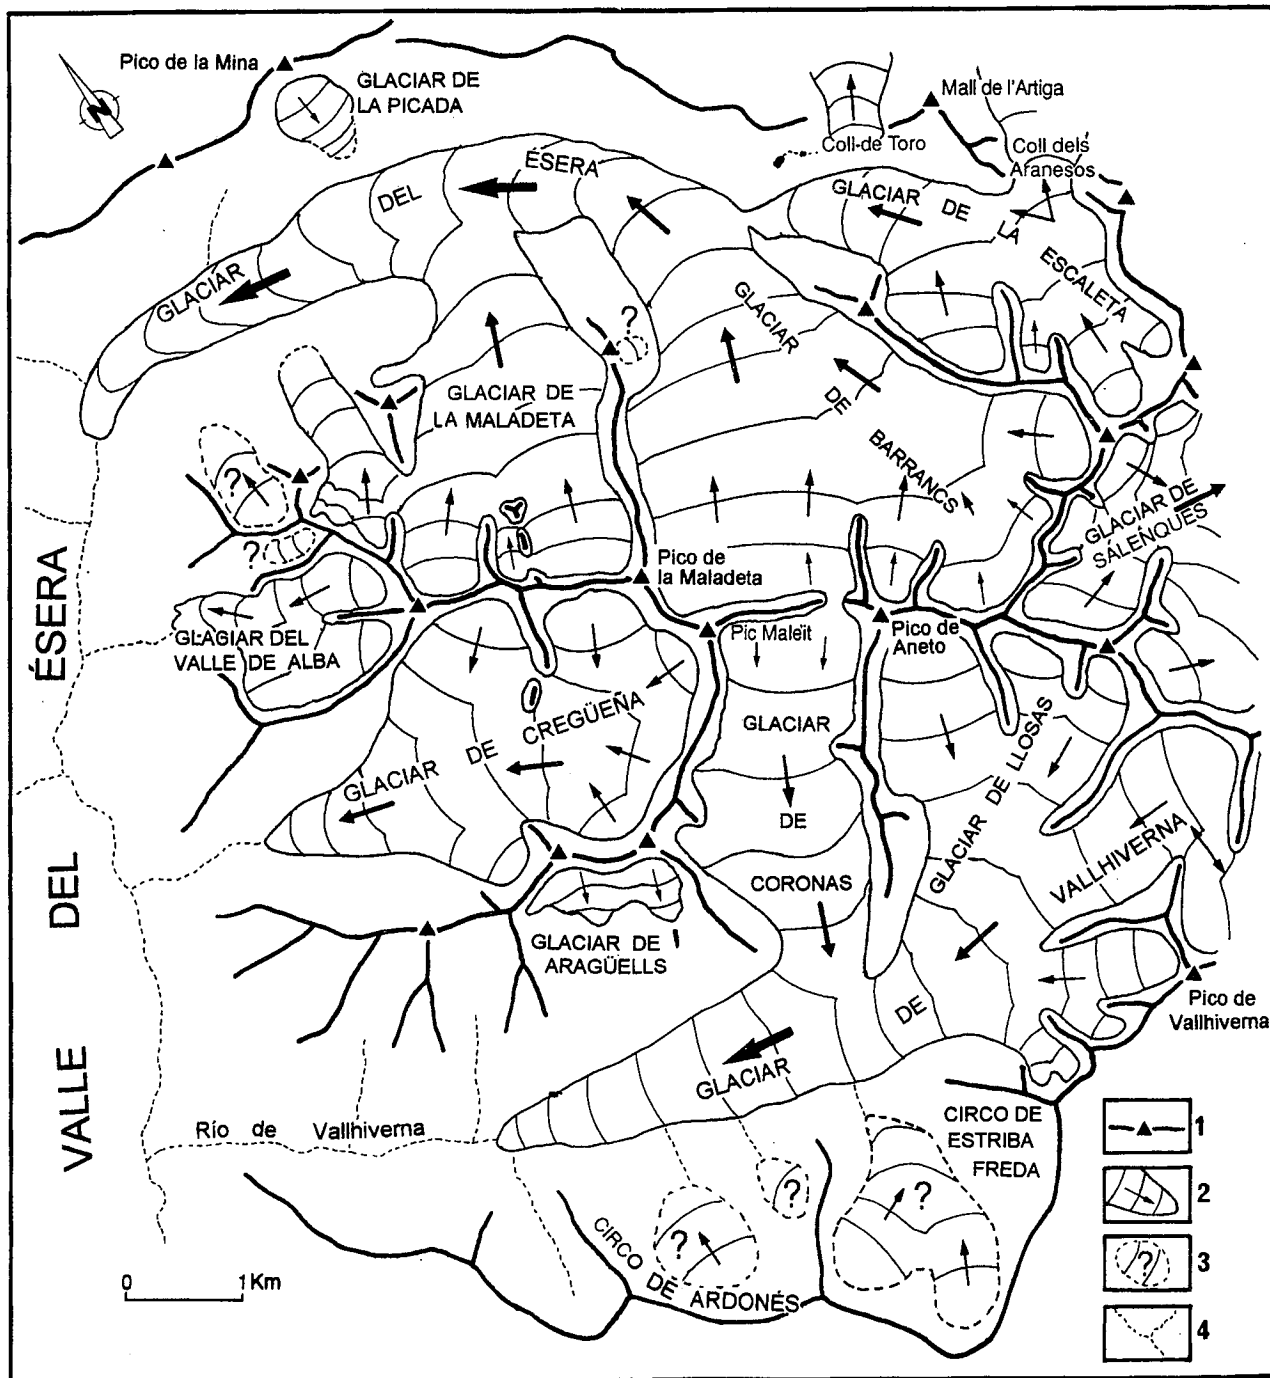 Pico de la Mina
GLACIAR DE
LA PICADA
N
Mall de l'Artiga
Coll de Toro
Coll dels
Aranesos
GLACIAR DEL ÉSERA
GLACIAR DE LA ESCALETA
GLACIAR DE
LA MALADETA
?
GLACIAR DE BARRANCS
?
?
GLACIAR DE
SALENQUES
Pico de
la Maladeta
Pic Maleït
Pico de
Aneto
GLACIAR DEL
VALLE DE ALBA
GLACIAR DE CREGÜEÑA
GLACIAR
DE
CORONAS
GLACIAR DE LLOSAS
GLACIAR DE VALLHIVERNA
GLACIAR DE
ARAGÜELLS
Pico de
Vallhiverna
VALLE DEL ÉSERA
Río de Vallhiverna
CIRCO DE
ESTRIBA
FREDA
?
?
?
CIRCO DE ARDONÉS
0 1 Km
1
2
? 3
4